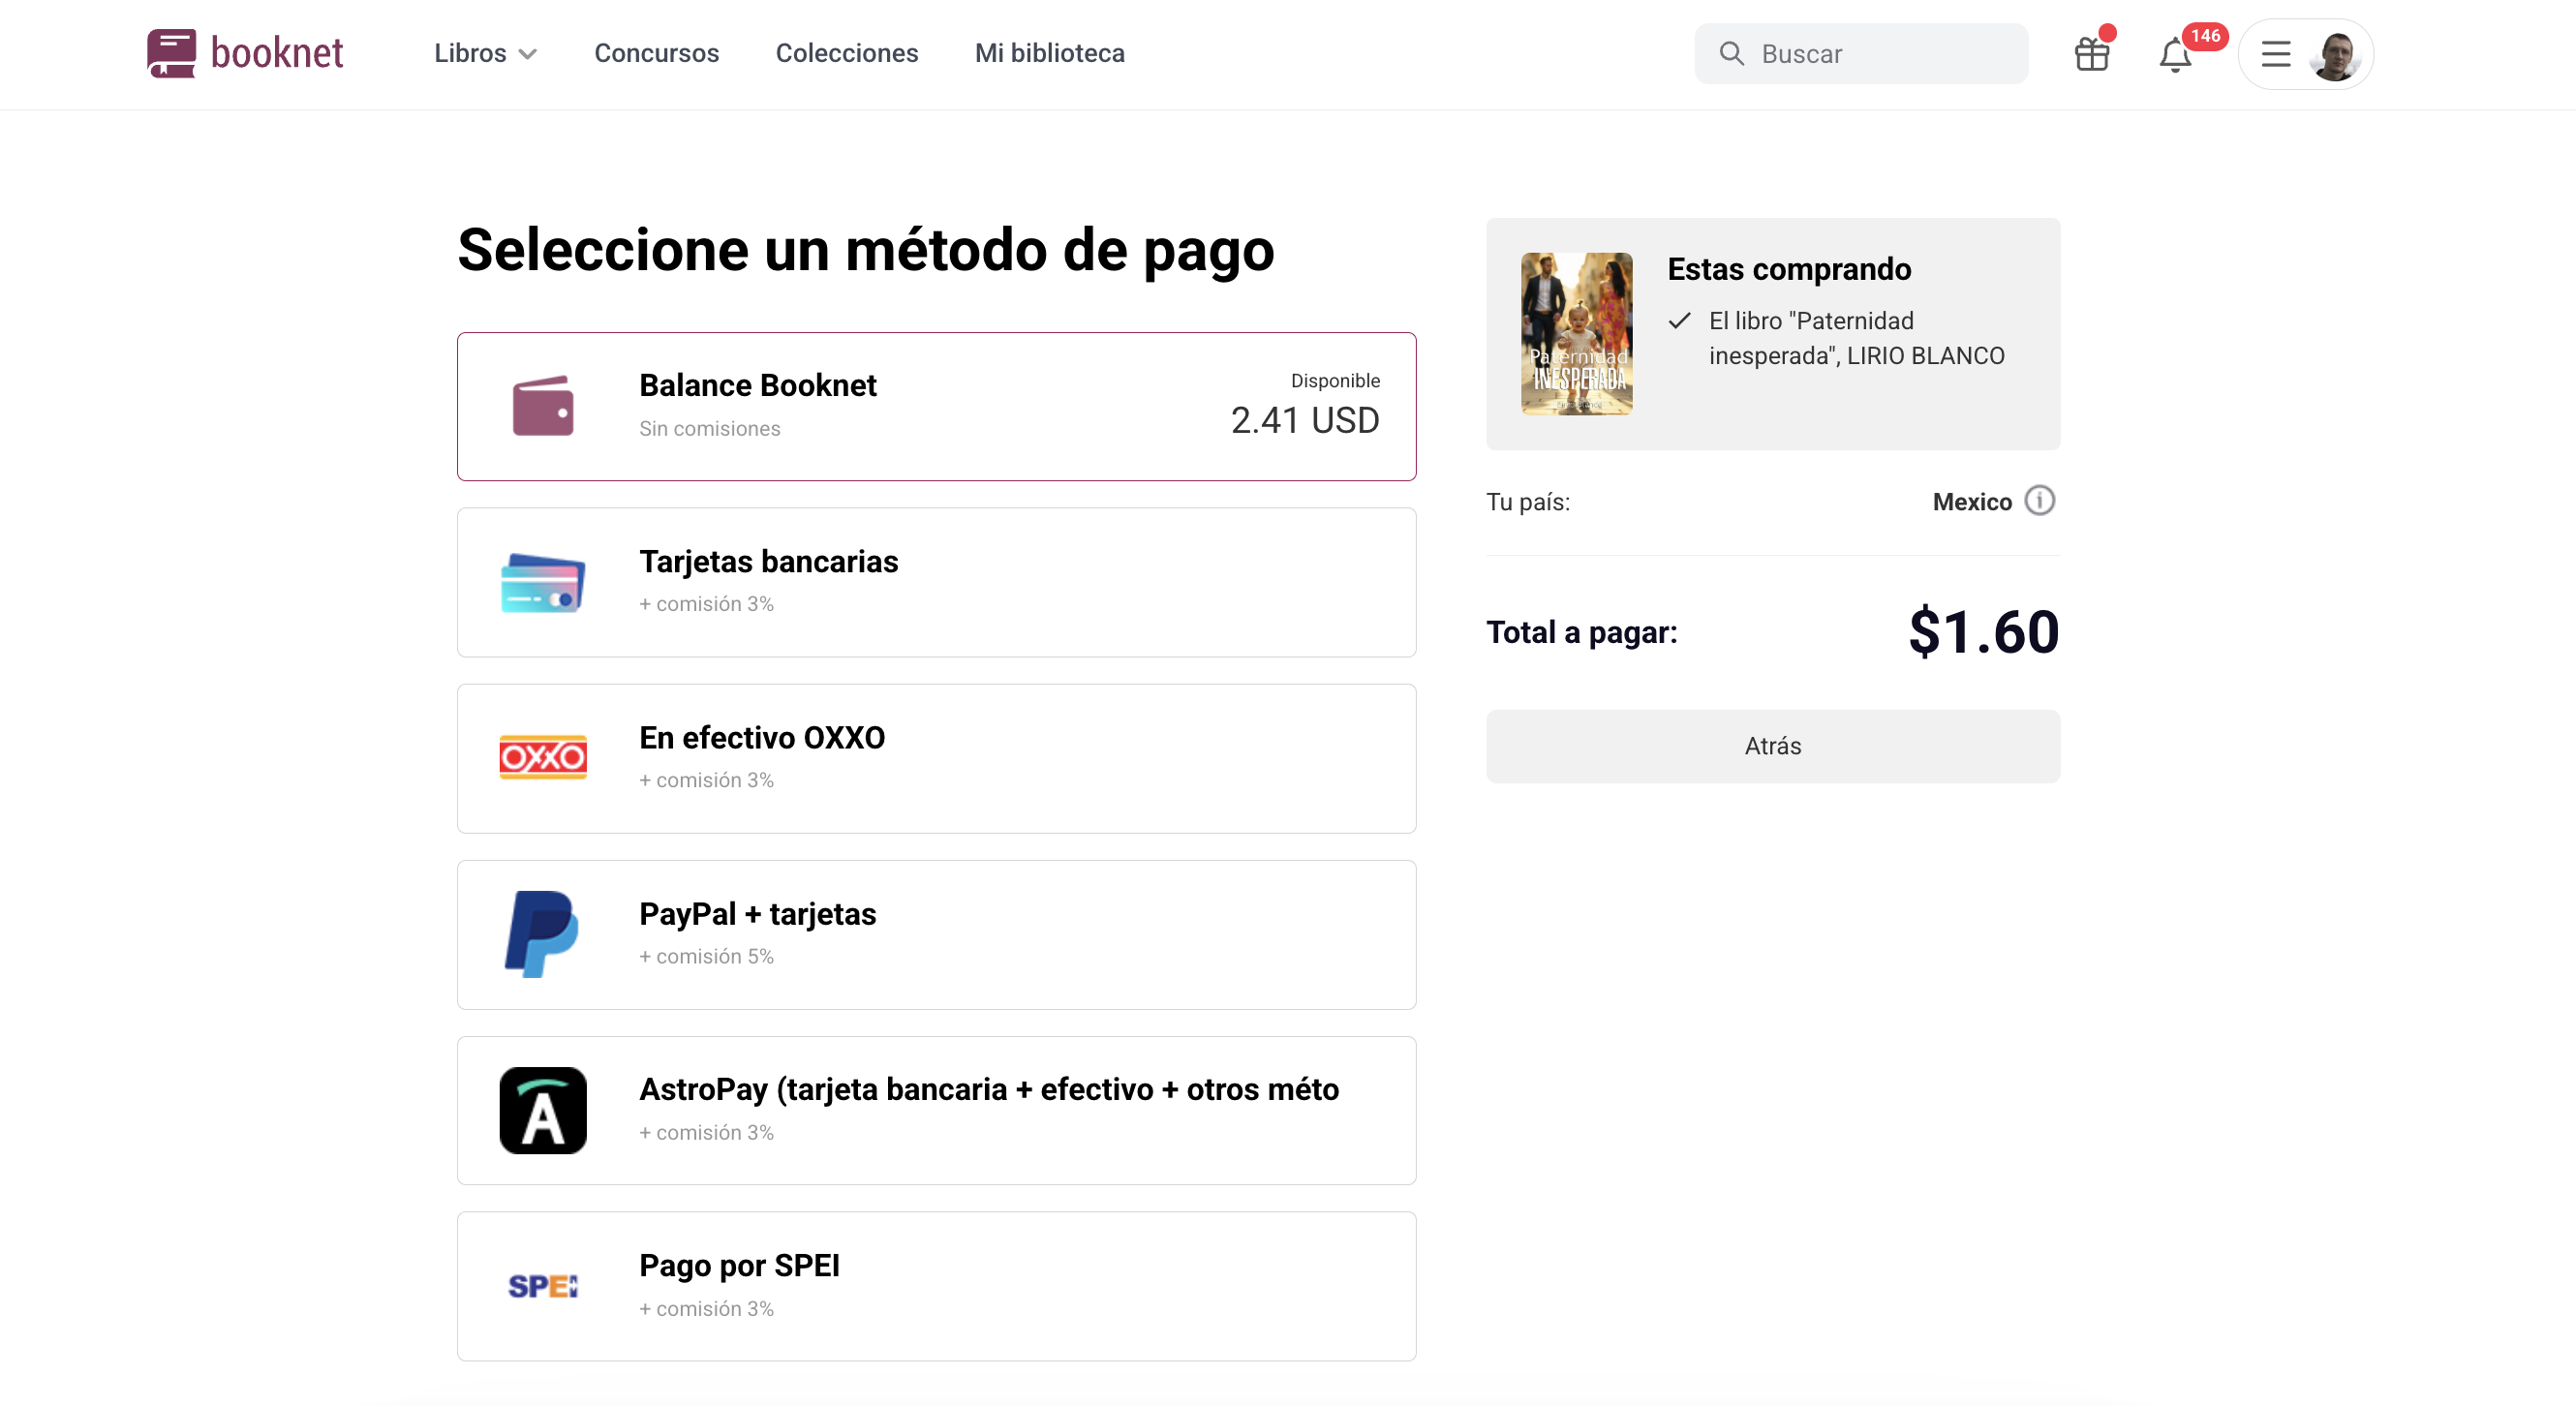 booknet
Libros
Concursos
Colecciones
Mi biblioteca
Buscar
146
Seleccione un método de pago
Balance Booknet
Sin comisiones
Disponible
2.41 USD
Tarjetas bancarias
+ comisión 3%
OXXO
En efectivo OXXO
+ comisión 3%
PayPal + tarjetas
+ comisión 5%
A
AstroPay (tarjeta bancaria + efectivo + otros méto
+ comisión 3%
SPEI
Pago por SPEI
+ comisión 3%
Paternidad
INESPERADA
Estas comprando
El libro "Paternidad
inesperada", LIRIO BLANCO
Tu país:
Mexico
Total a pagar:
$1.60
Atrás